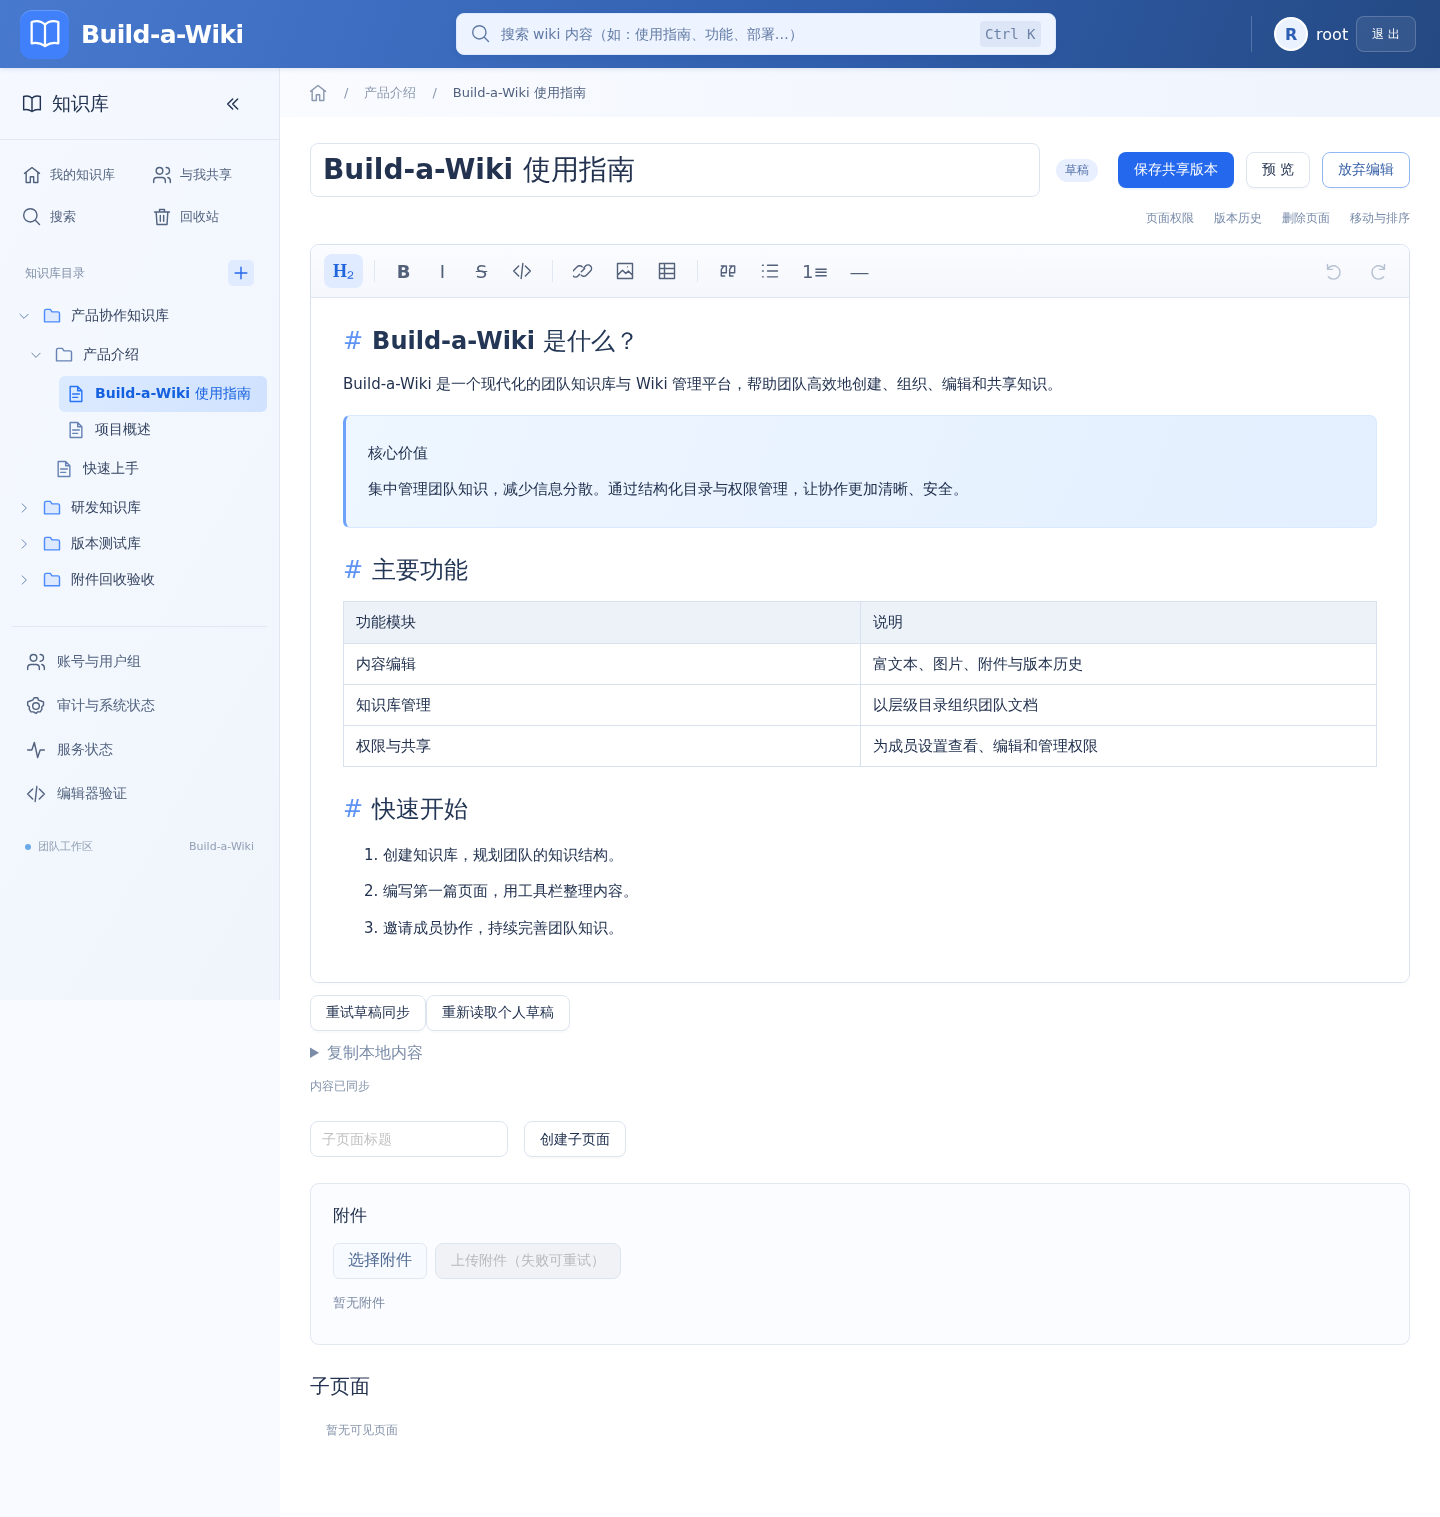 Build-a-Wiki
搜索 wiki 内容（如：使用指南、功能、部署...）
Ctrl K
R
root
退 出
知识库
我的知识库
与我共享
搜索
回收站
知识库目录
产品协作知识库
产品介绍
Build-a-Wiki 使用指南
项目概述
快速上手
研发知识库
版本测试库
附件回收验收
账号与用户组
审计与系统状态
服务状态
编辑器验证
团队工作区
Build-a-Wiki
/ 产品介绍 / Build-a-Wiki 使用指南
Build-a-Wiki 使用指南
草稿
保存共享版本
预 览
放弃编辑
页面权限
版本历史
删除页面
移动与排序
H₂ B I S </> 1≡ —
# Build-a-Wiki 是什么？
Build-a-Wiki 是一个现代化的团队知识库与 Wiki 管理平台，帮助团队高效地创建、组织、编辑和共享知识。
核心价值
集中管理团队知识，减少信息分散。通过结构化目录与权限管理，让协作更加清晰、安全。
# 主要功能
功能模块 说明
内容编辑 富文本、图片、附件与版本历史
知识库管理 以层级目录组织团队文档
权限与共享 为成员设置查看、编辑和管理权限
# 快速开始
1. 创建知识库，规划团队的知识结构。
2. 编写第一篇页面，用工具栏整理内容。
3. 邀请成员协作，持续完善团队知识。
重试草稿同步
重新读取个人草稿
复制本地内容
内容已同步
子页面标题
创建子页面
附件
选择附件
上传附件（失败可重试）
暂无附件
子页面
暂无可见页面